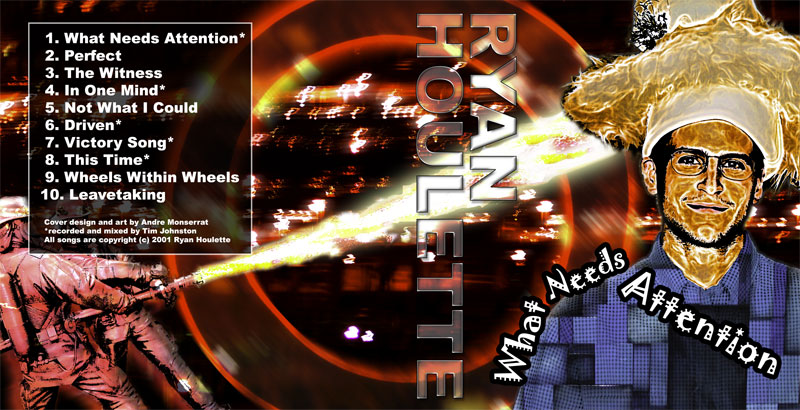 1. What Needs Attention*
2. Perfect
3. The Witness
4. In One Mind*
5. Not What I Could
6. Driven*
7. Victory Song*
8. This Time*
9. Wheels Within Wheels
10. Leavetaking
Cover design and art by Andre Monserrat
*recorded and mixed by Tim Johnston
All songs are copyright (c) 2001 Ryan Houlette
RYAN
HOULETTE
What Needs
Attention